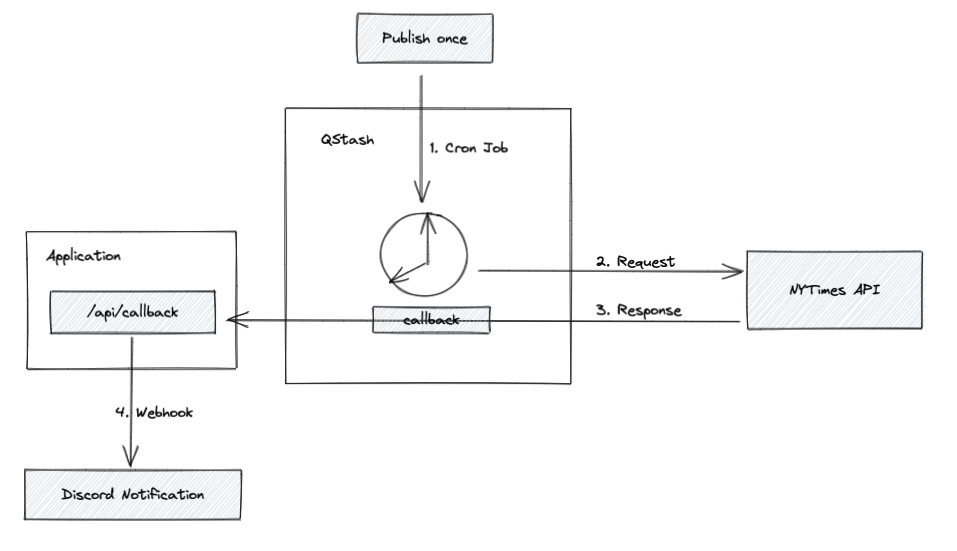 Publish once
QStash
1. Cron Job
Application
2. Request
NYTimes API
/api/callback
callback
3. Response
4. Webhook
Discord Notification